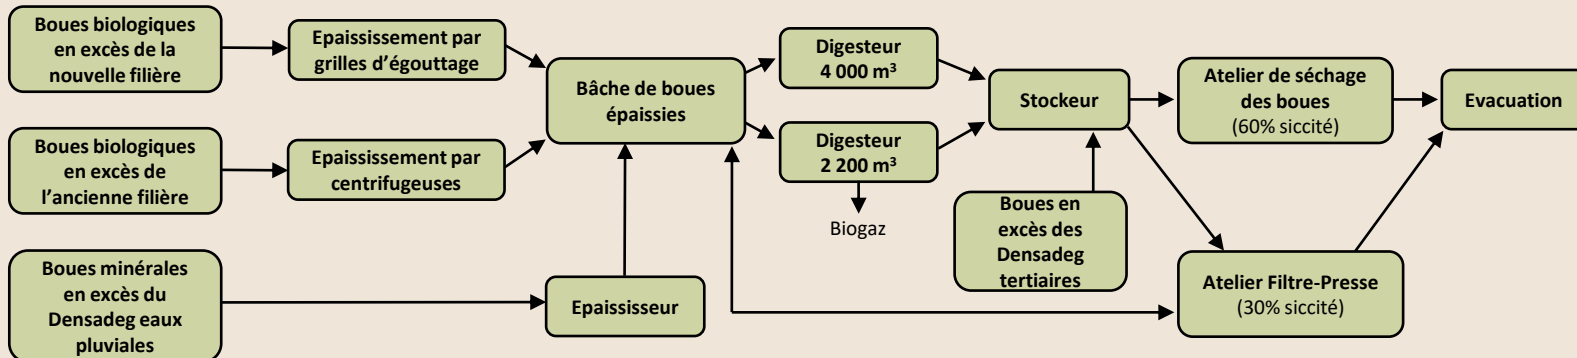 Boues biologiques
en excès de la
nouvelle filière
Epaississement par
grilles d'égouttage
Boues biologiques
en excès de
l'ancienne filière
Epaississement par
centrifugeuses
Boues minérales
en excès du
Densadeg eaux
pluviales
Epaississeur
Bâche de boues
épaissies
Digesteur
4 000 m³
Digesteur
2 200 m³
Biogaz
Stockeur
Boues en
excès des
Densadeg
tertiaires
Atelier de séchage
des boues
(60% siccité)
Atelier Filtre-Presse
(30% siccité)
Evacuation